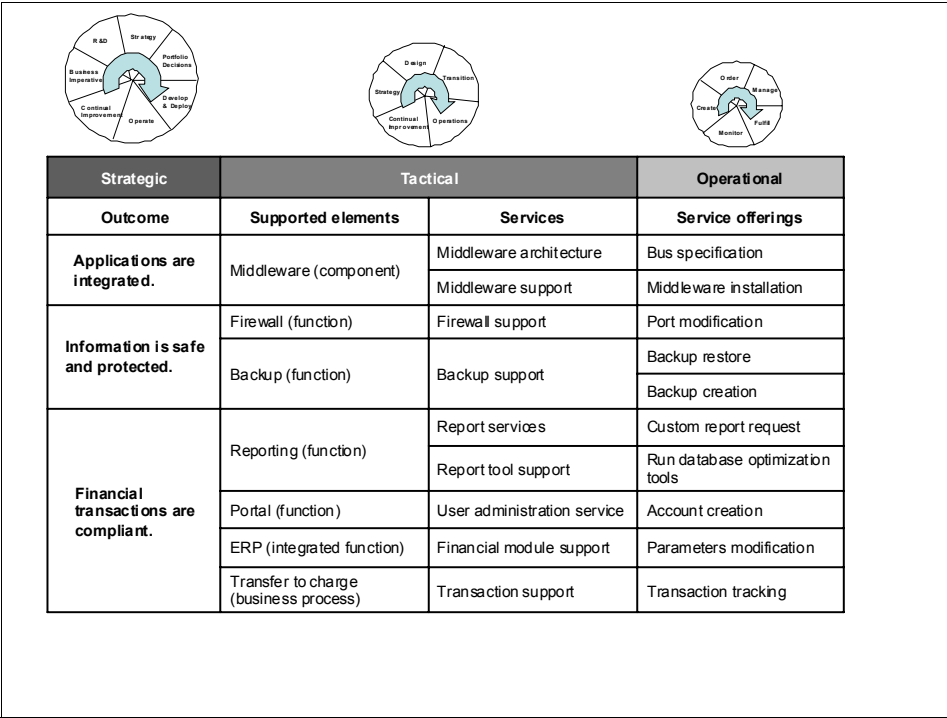 R&D
Strategy
Portfolio
Decisions
Business
Imperative
Develop
& Deploy
Continual
Improvement
Operate
Design
Transition
Strategy
Continual
Improvement
Operations
Order
Manage
Create
Fulfill
Monitor
Strategic
Tactical
Operational
Outcome
Supported elements
Services
Service offerings
Applications are
integrated.
Middleware (component)
Middleware architecture
Bus specification
Middleware support
Middleware installation
Information is safe
and protected.
Firewall (function)
Firewall support
Port modification
Backup (function)
Backup support
Backup restore
Backup creation
Financial
transactions are
compliant.
Reporting (function)
Report services
Custom report request
Report tool support
Run database optimization
tools
Portal (function)
User administration service
Account creation
ERP (integrated function)
Financial module support
Parameters modification
Transfer to charge
(business process)
Transaction support
Transaction tracking